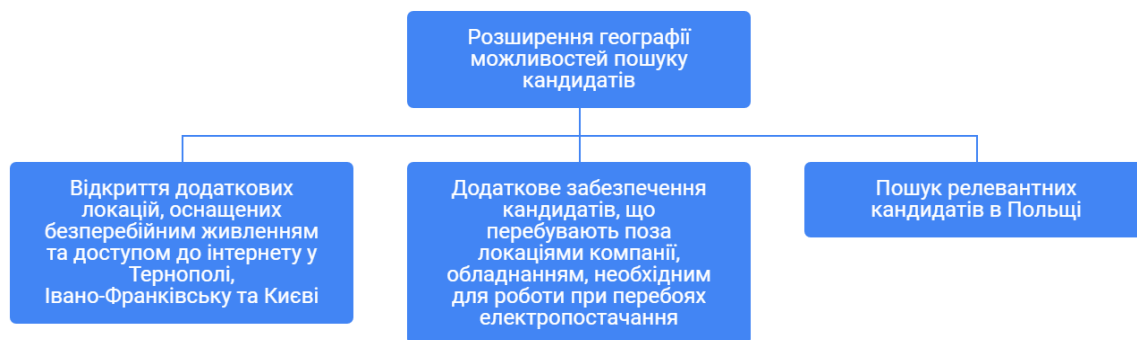 Розширення географії
можливостей пошуку
кандидатів
Відкриття додаткових
локацій, оснащених
безперебійним живленням
та доступом до інтернету у
Тернополі,
Івано-Франківську та Києві
Додаткове забезпечення
кандидатів, що
перебувають поза
локаціями компанії,
обладнанням, необхідним
для роботи при перебоях
електропостачання
Пошук релевантних
кандидатів в Польщі